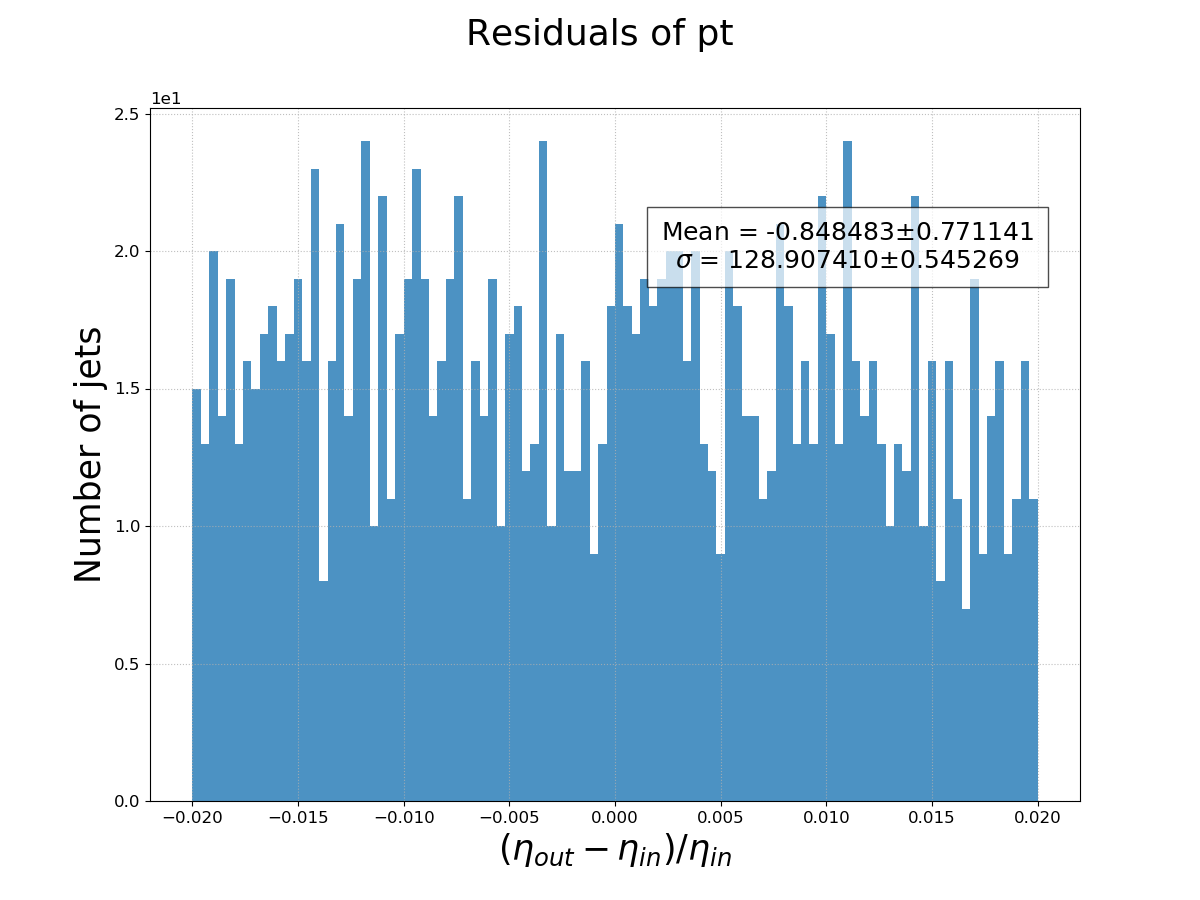 Residuals of pt
1e1
2.5
2.0
1.5
1.0
0.5
0.0
Number of jets
Mean = -0.848483±0.771141
σ = 128.907410±0.545269
−0.020 −0.015 −0.010 −0.005 0.000 0.005 0.010 0.015 0.020
(η_out − η_in)/η_in